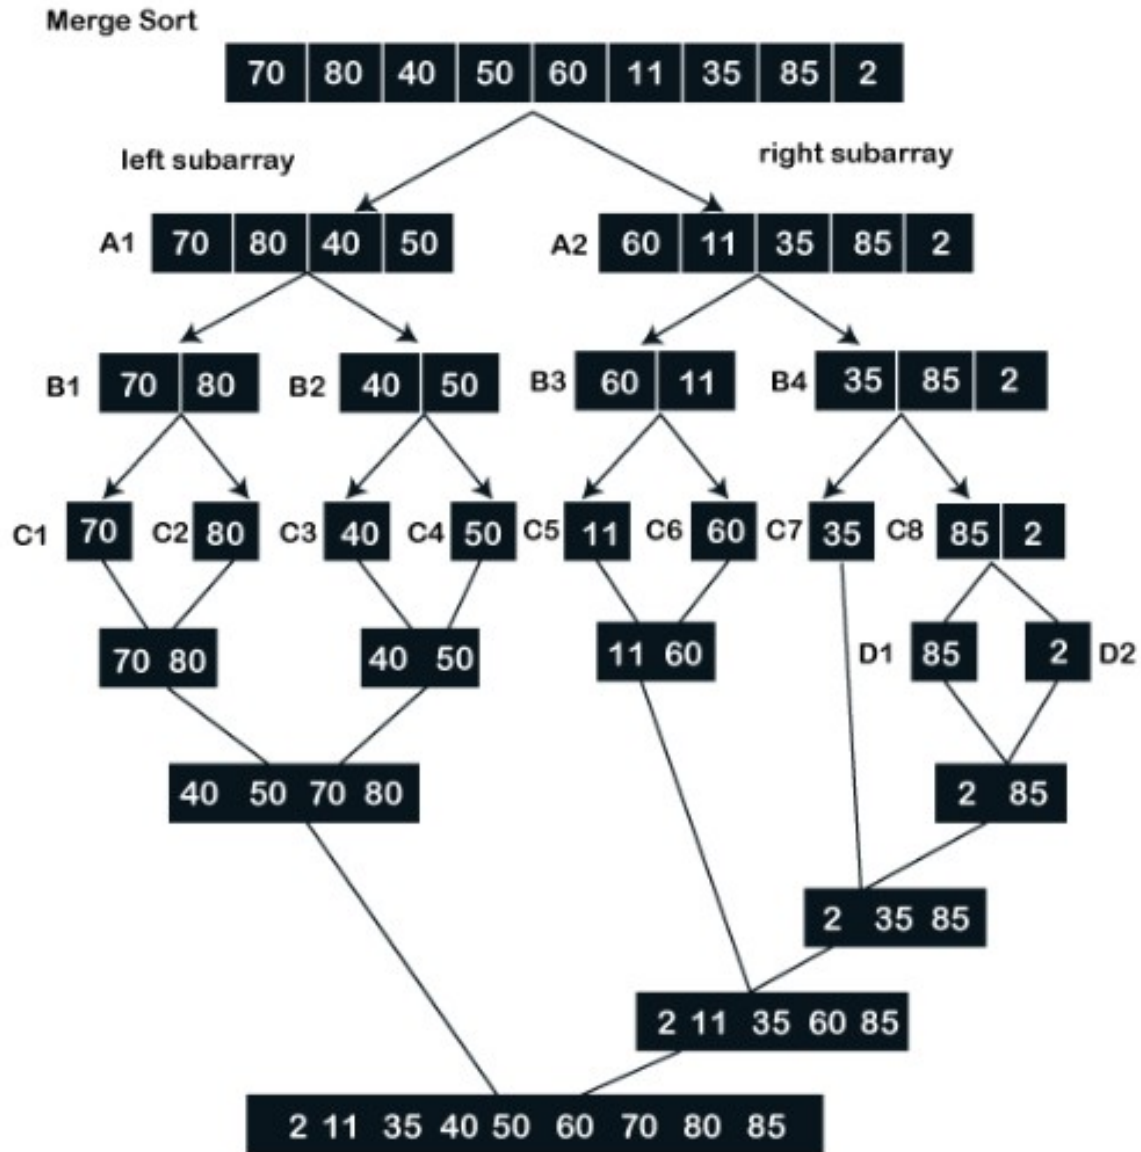 Merge Sort
70 80 40 50 60 11 35 85 2
left subarray right subarray
A1 70 80 40 50 A2 60 11 35 85 2
B1 70 80 B2 40 50 B3 60 11 B4 35 85 2
C1 70 C2 80 C3 40 C4 50 C5 11 C6 60 C7 35 C8 85 2
70 80 40 50 11 60 D1 85 2 D2
40 50 70 80 2 85
2 35 85
2 11 35 60 85
2 11 35 40 50 60 70 80 85